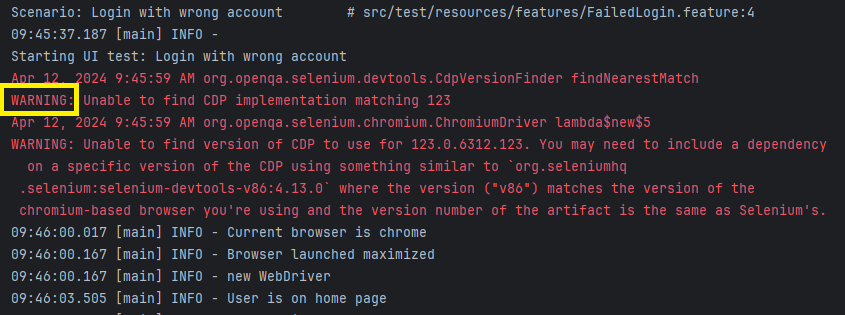 Scenario: Login with wrong account # src/test/resources/features/FailedLogin.feature:4
09:45:37.187 [main] INFO -
Starting UI test: Login with wrong account
Apr 12, 2024 9:45:59 AM org.openqa.selenium.devtools.CdpVersionFinder findNearestMatch
WARNING: Unable to find CDP implementation matching 123
Apr 12, 2024 9:45:59 AM org.openqa.selenium.chromium.ChromiumDriver lambda$new$5
WARNING: Unable to find version of CDP to use for 123.0.6312.123. You may need to include a dependency
on a specific version of the CDP using something similar to `org.seleniumhq
.selenium:selenium-devtools-v86:4.13.0` where the version ("v86") matches the version of the
chromium-based browser you're using and the version number of the artifact is the same as Selenium's.
09:46:00.017 [main] INFO - Current browser is chrome
09:46:00.167 [main] INFO - Browser launched maximized
09:46:00.167 [main] INFO - new WebDriver
09:46:03.505 [main] INFO - User is on home page